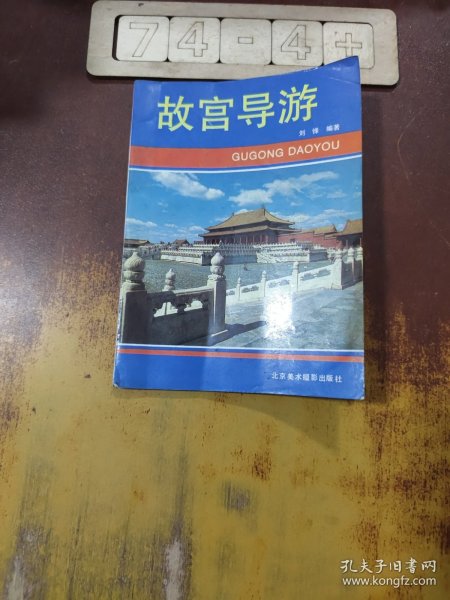 74-4+
故宫导游
刘锋 编著
GUGONG DAOYOU
北京美术摄影出版社
孔夫子旧书网
www.kongfz.com